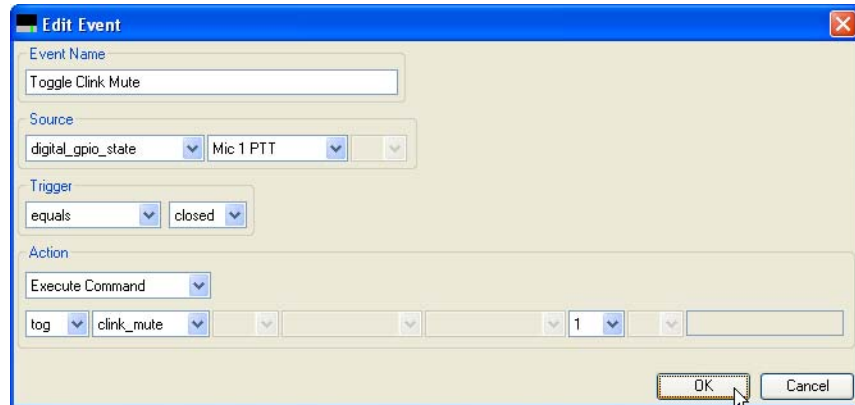 Edit Event
Event Name
Toggle Clink Mute
Source
digital_gpio_state Mic 1 PTT
Trigger
equals closed
Action
Execute Command
tog clink_mute 1
OK Cancel